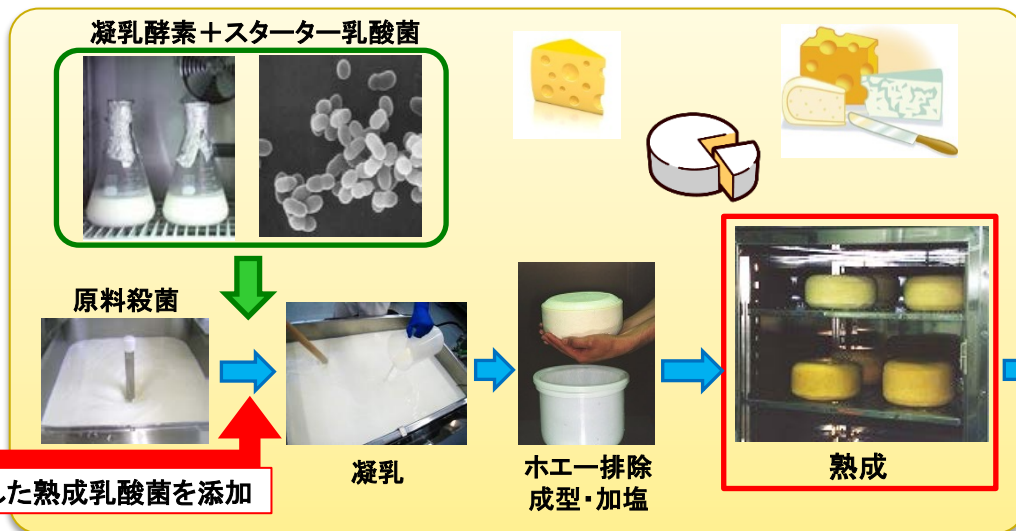 凝乳酵素＋スターター乳酸菌
原料殺菌
凝乳
ホエー排除
成型・加塩
熟成
した熟成乳酸菌を添加